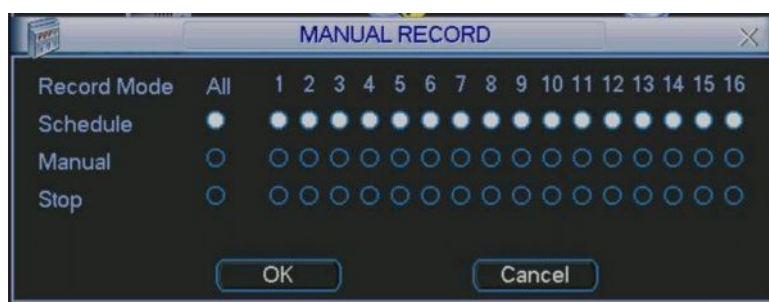 MANUAL RECORD
Record Mode All 1 2 3 4 5 6 7 8 9 10 11 12 13 14 15 16
Schedule
Manual
Stop
OK Cancel